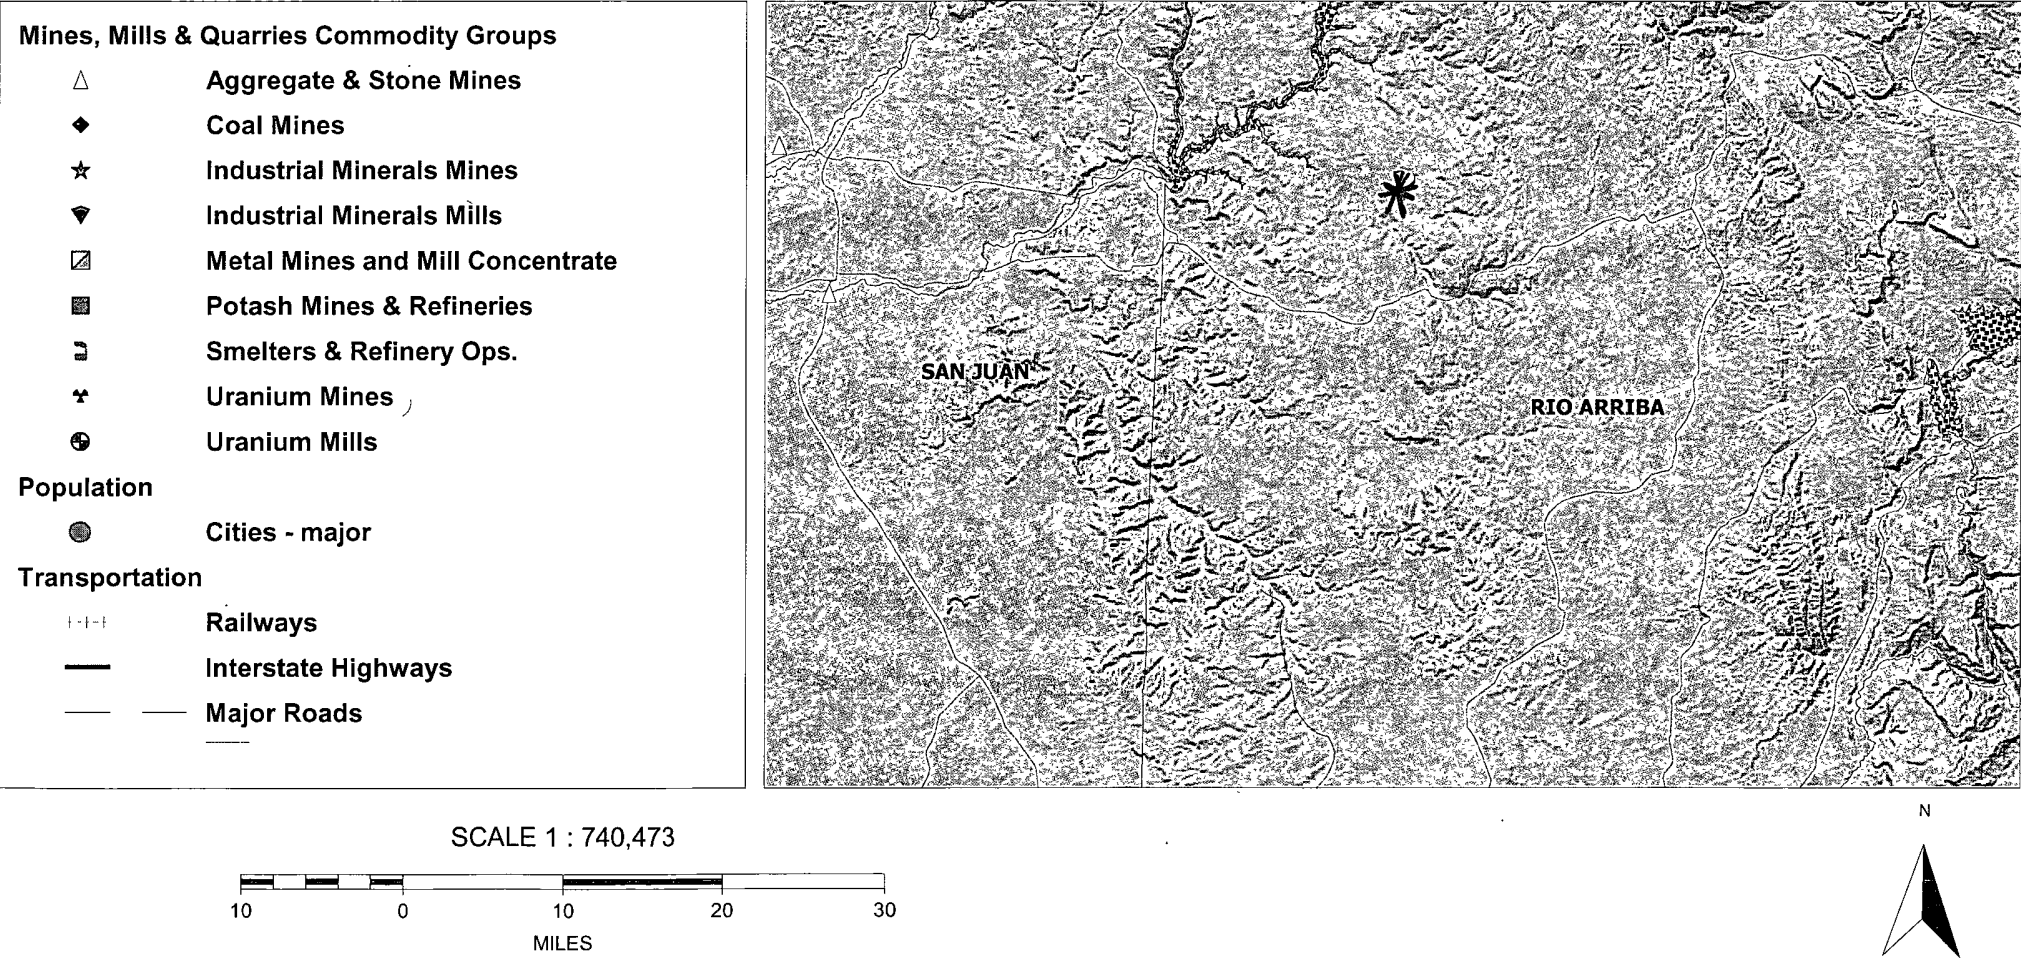 Mines, Mills & Quarries Commodity Groups
Aggregate & Stone Mines
Coal Mines
Industrial Minerals Mines
Industrial Minerals Mills
Metal Mines and Mill Concentrate
Potash Mines & Refineries
Smelters & Refinery Ops.
Uranium Mines
Uranium Mills
Population
Cities - major
Transportation
Railways
Interstate Highways
Major Roads
SAN JUAN
RIO ARRIBA
SCALE 1 : 740,473
10 0 10 20 30
MILES
N